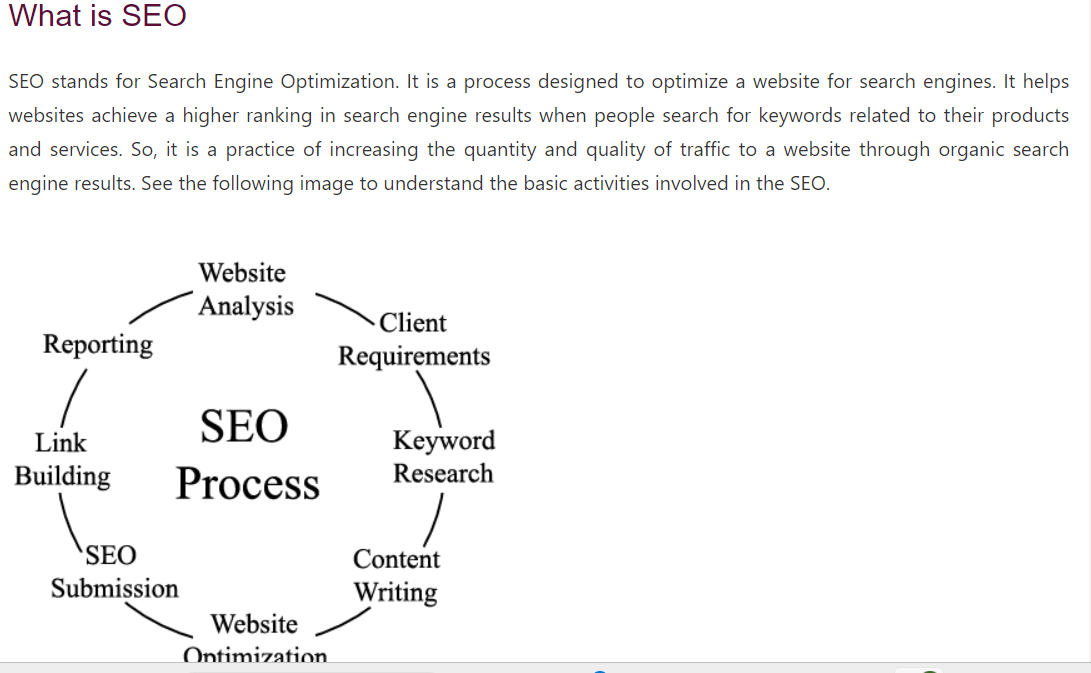 What is SEO
SEO stands for Search Engine Optimization. It is a process designed to optimize a website for search engines. It helps
websites achieve a higher ranking in search engine results when people search for keywords related to their products
and services. So, it is a practice of increasing the quantity and quality of traffic to a website through organic search
engine results. See the following image to understand the basic activities involved in the SEO.
Website
Analysis
Client
Requirements
Keyword
Research
Content
Writing
Website
Optimization
SEO
Submission
Link
Building
Reporting
SEO
Process